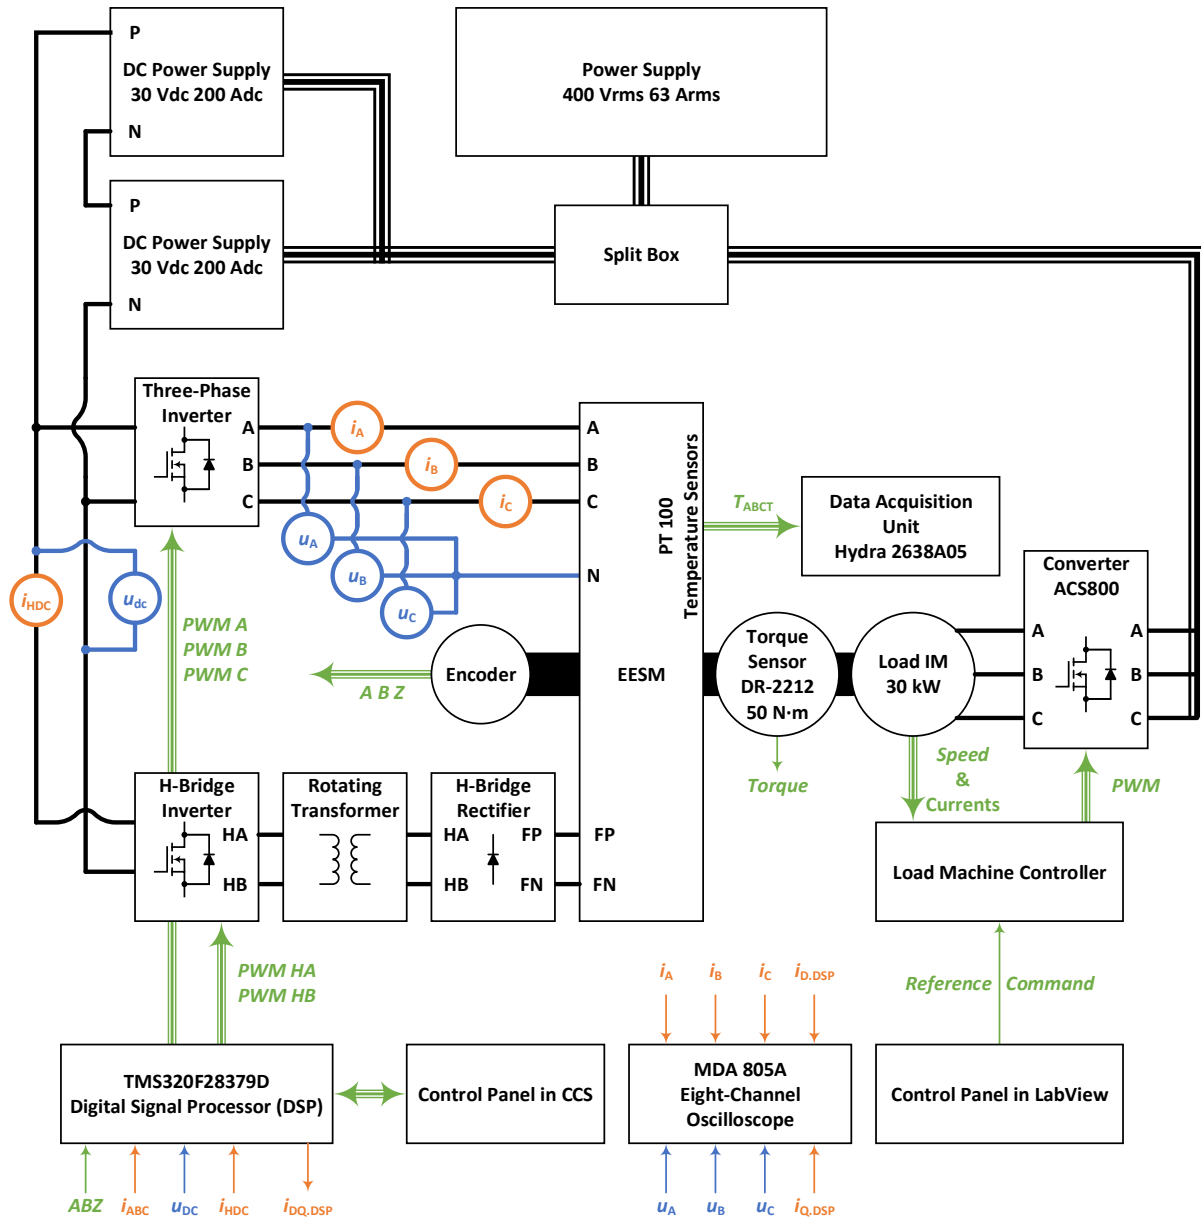 P
DC Power Supply
30 Vdc 200 Adc
N
Power Supply
400 Vrms 63 Arms
P
DC Power Supply
30 Vdc 200 Adc
N
Split Box
Three-Phase
Inverter
A
B
C
iA
iB
iC
uA
uB
uC
A
B
C
N
PT 100
Temperature Sensors
TABCT
Data Acquisition
Unit
Hydra 2638A05
iHDC
udc
PWM A
PWM B
PWM C
A B Z
Encoder
EESM
Torque
Sensor
DR-2212
50 N·m
Torque
Load IM
30 kW
Converter
ACS800
A
B
C
A
B
C
Speed
&
Currents
PWM
H-Bridge
Inverter
HA
HB
Rotating
Transformer
H-Bridge
Rectifier
HA
HB
FP
FN
FP
FN
Load Machine Controller
PWM HA
PWM HB
Reference Command
iA
iB
iC
iD.DSP
TMS320F28379D
Digital Signal Processor (DSP)
Control Panel in CCS
MDA 805A
Eight-Channel
Oscilloscope
Control Panel in LabView
ABZ
iABC
uDC
iHDC
iDQ.DSP
uA
uB
uC
iQ.DSP